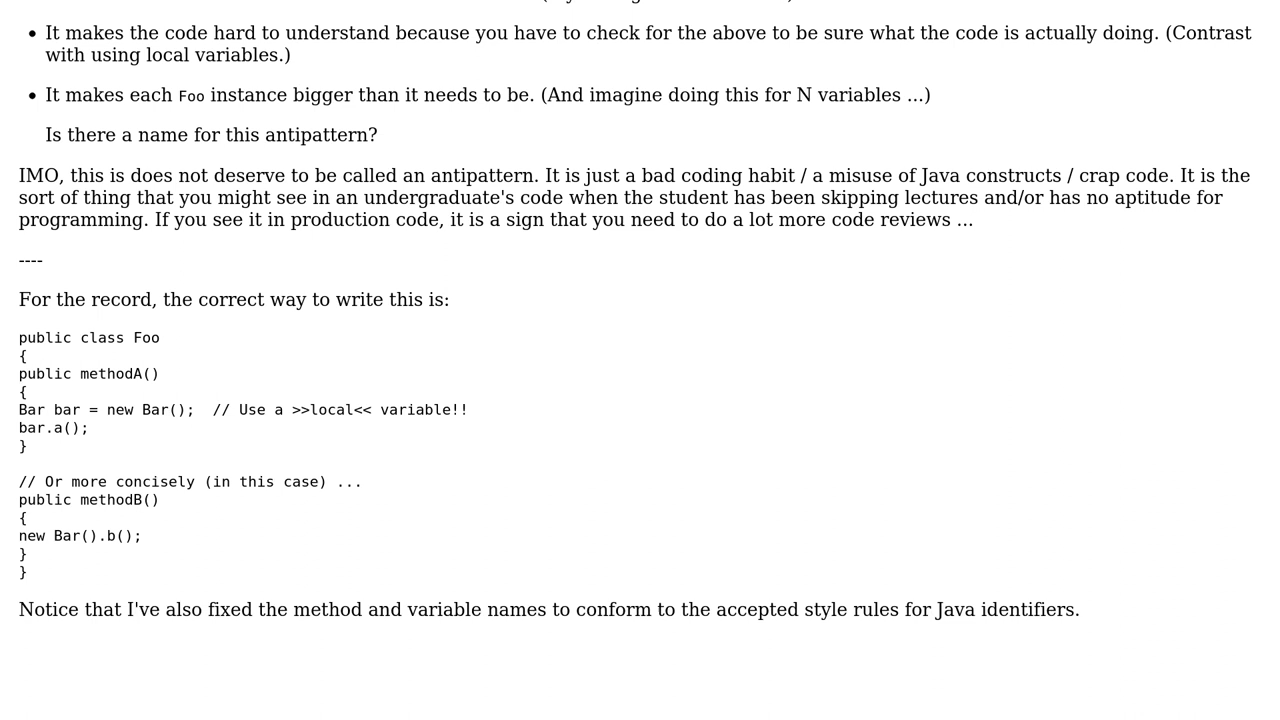 It makes the code hard to understand because you have to check for the above to be sure what the code is actually doing. (Contrast
with using local variables.)
It makes each Foo instance bigger than it needs to be. (And imagine doing this for N variables ...)
Is there a name for this antipattern?
IMO, this is does not deserve to be called an antipattern. It is just a bad coding habit / a misuse of Java constructs / crap code. It is the
sort of thing that you might see in an undergraduate's code when the student has been skipping lectures and/or has no aptitude for
programming. If you see it in production code, it is a sign that you need to do a lot more code reviews ...
----
For the record, the correct way to write this is:
public class Foo
{
public methodA()
{
Bar bar = new Bar();  // Use a >>local<< variable!!
bar.a();
}
// Or more concisely (in this case) ...
public methodB()
{
new Bar().b();
}
}
Notice that I've also fixed the method and variable names to conform to the accepted style rules for Java identifiers.